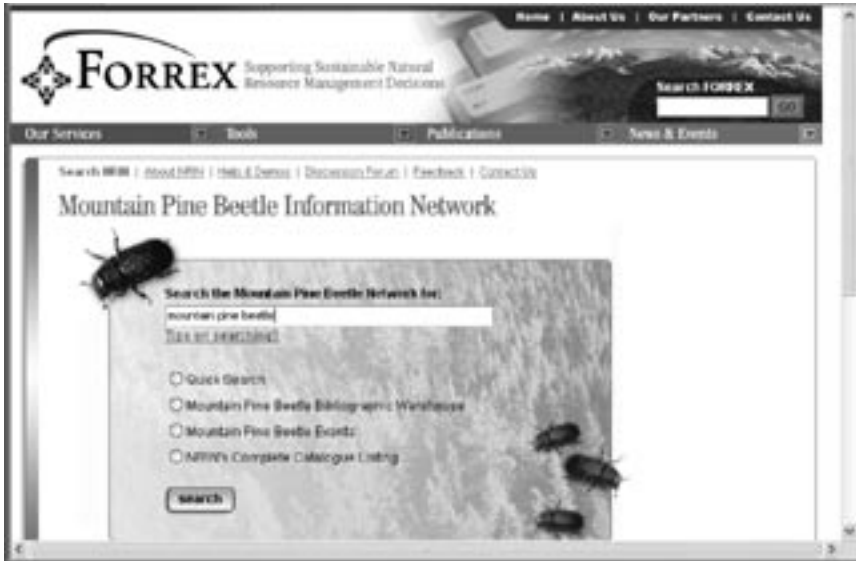 Home | About Us | Our Partners | Contact Us
FORREX
Supporting Sustainable Natural
Resource Management Decisions
Search FORREX
GO
Our Services
Tools
Publications
News & Events
Search NRIN | About NRIN | Help & Demos | Discussion Forum | Feedback | Contact Us
Mountain Pine Beetle Information Network
Search the Mountain Pine Beetle Network for:
mountain pine beetle
Tips on searching?
Quick Search
Mountain Pine Beetle Bibliographic Warehouse
Mountain Pine Beetle Events
NRIN's Complete Catalogue Listing
search